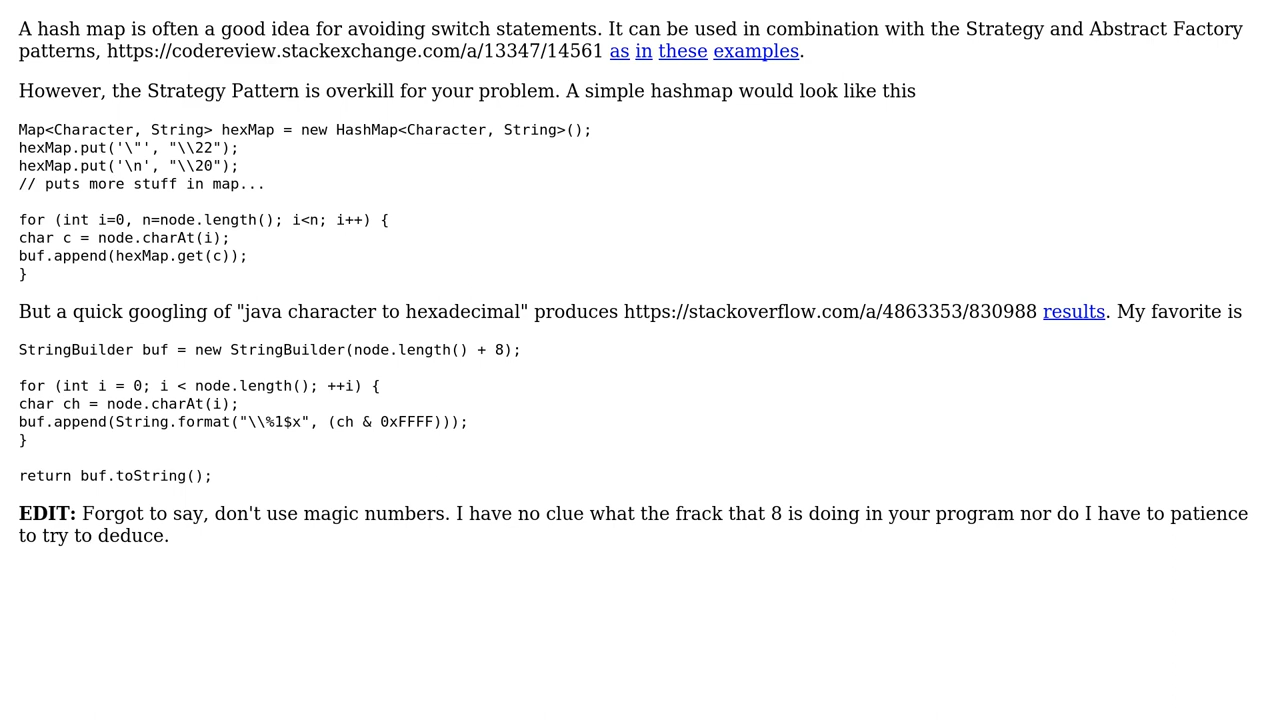 A hash map is often a good idea for avoiding switch statements. It can be used in combination with the Strategy and Abstract Factory
patterns, https://codereview.stackexchange.com/a/13347/14561 as in these examples.
However, the Strategy Pattern is overkill for your problem. A simple hashmap would look like this
Map<Character, String> hexMap = new HashMap<Character, String>();
hexMap.put('\"', "\\22");
hexMap.put('\n', "\\20");
// puts more stuff in map...
for (int i=0, n=node.length(); i<n; i++) {
char c = node.charAt(i);
buf.append(hexMap.get(c));
}
But a quick googling of "java character to hexadecimal" produces https://stackoverflow.com/a/4863353/830988 results. My favorite is
StringBuilder buf = new StringBuilder(node.length() + 8);
for (int i = 0; i < node.length(); ++i) {
char ch = node.charAt(i);
buf.append(String.format("\\%1$x", (ch & 0xFFFF)));
}
return buf.toString();
EDIT: Forgot to say, don't use magic numbers. I have no clue what the frack that 8 is doing in your program nor do I have to patience
to try to deduce.